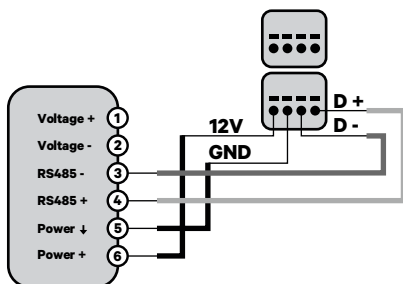 D +
12V
D -
GND
Voltage + 1
Voltage - 2
RS485 - 3
RS485 + 4
Power ↓ 5
Power + 6